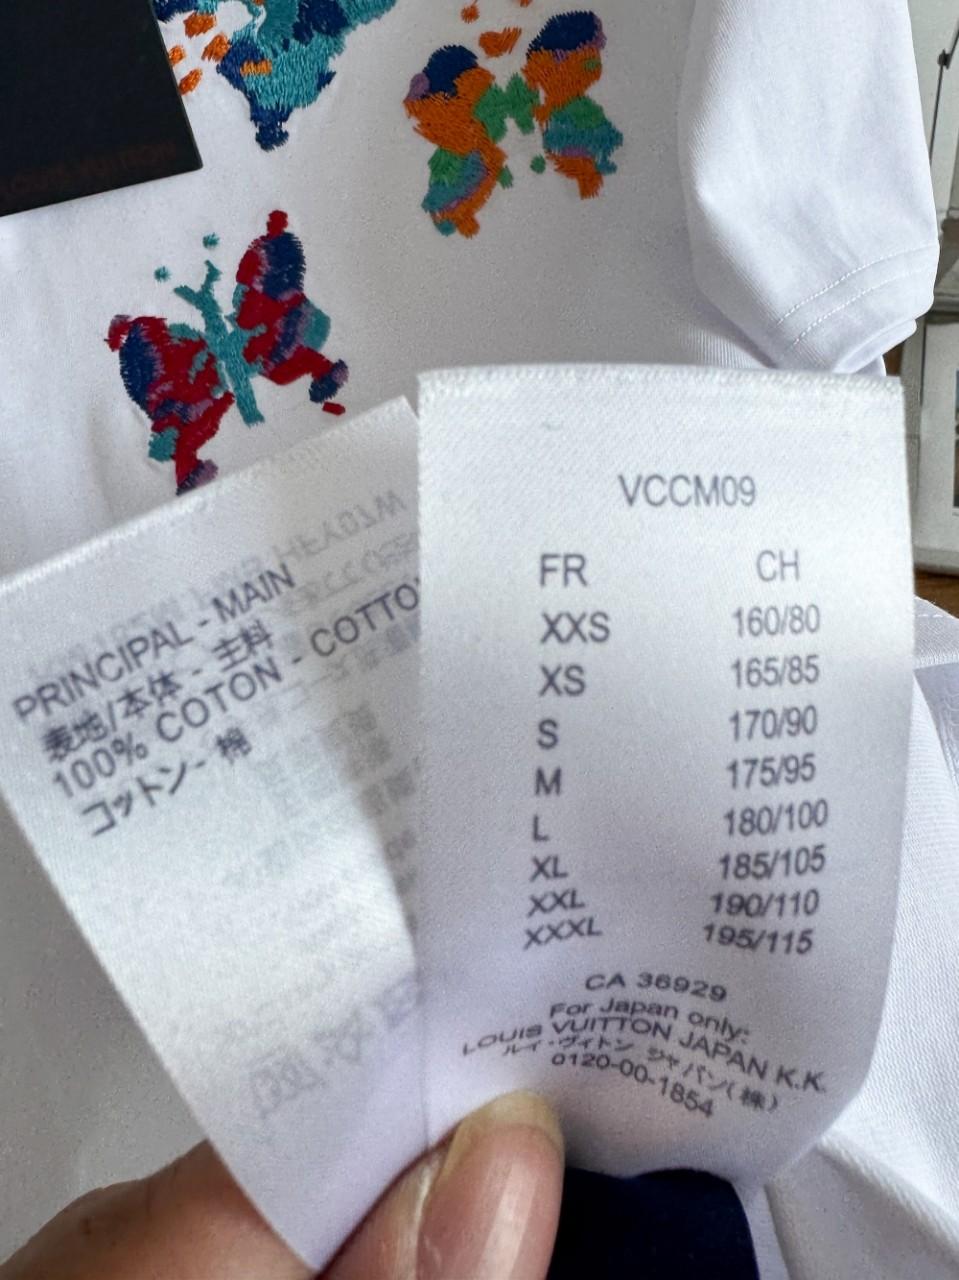 PRINCIPAL - MAIN
表地/本体 - 主料
100% COTON - COTTO
コットン - 棉
VCCM09
FR CH
XXS 160/80
XS 165/85
S 170/90
M 175/95
L 180/100
XL 185/105
XXL 190/110
XXXL 195/115
CA 36929
For Japan only:
LOUIS VUITTON JAPAN K.K.
ルイ・ヴィトン ジャパン(株)
0120-00-1854